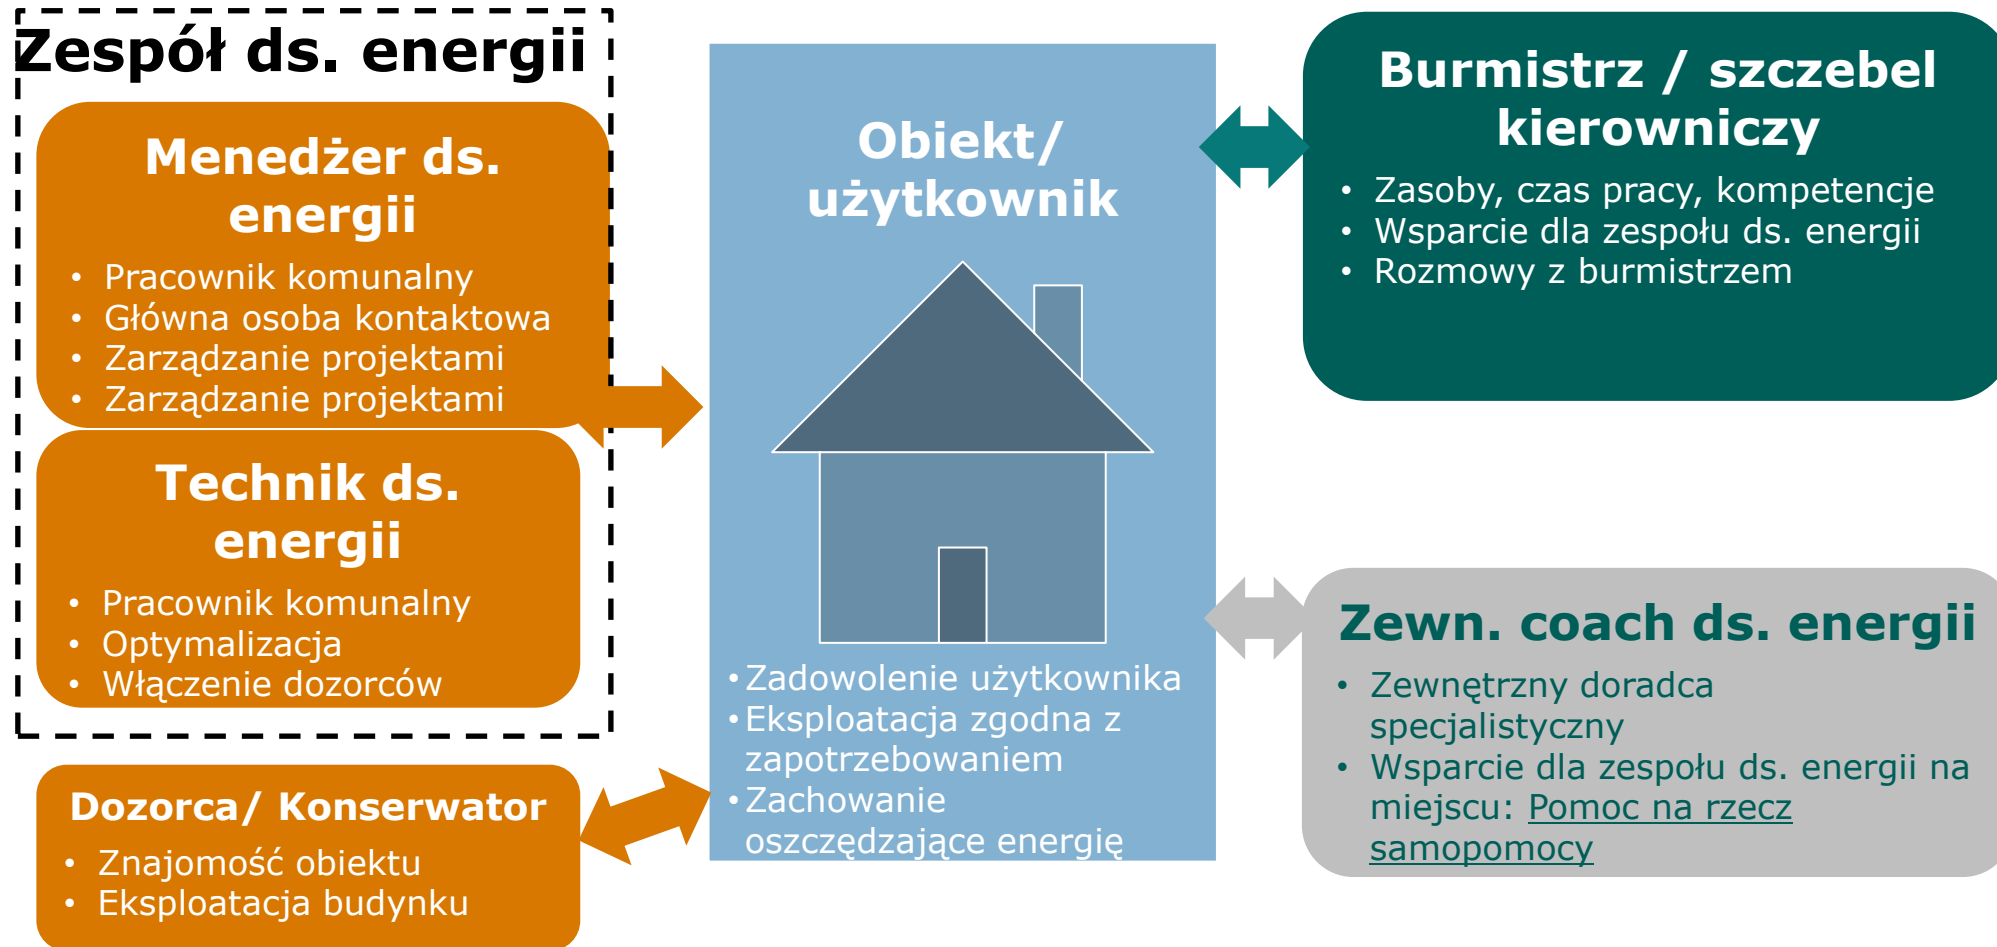 Zespół ds. energii
Menedżer ds.
energii
• Pracownik komunalny
• Główna osoba kontaktowa
• Zarządzanie projektami
• Zarządzanie projektami
Technik ds.
energii
• Pracownik komunalny
• Optymalizacja
• Włączenie dozorców
Dozorca/ Konserwator
• Znajomość obiektu
• Eksploatacja budynku
Obiekt/
użytkownik
• Zadowolenie użytkownika
• Eksploatacja zgodna z
zapotrzebowaniem
• Zachowanie
oszczędzające energię
Burmistrz / szczebel
kierowniczy
• Zasoby, czas pracy, kompetencje
• Wsparcie dla zespołu ds. energii
• Rozmowy z burmistrzem
Zewn. coach ds. energii
• Zewnętrzny doradca
specjalistyczny
• Wsparcie dla zespołu ds. energii na
miejscu: Pomoc na rzecz
samopomocy